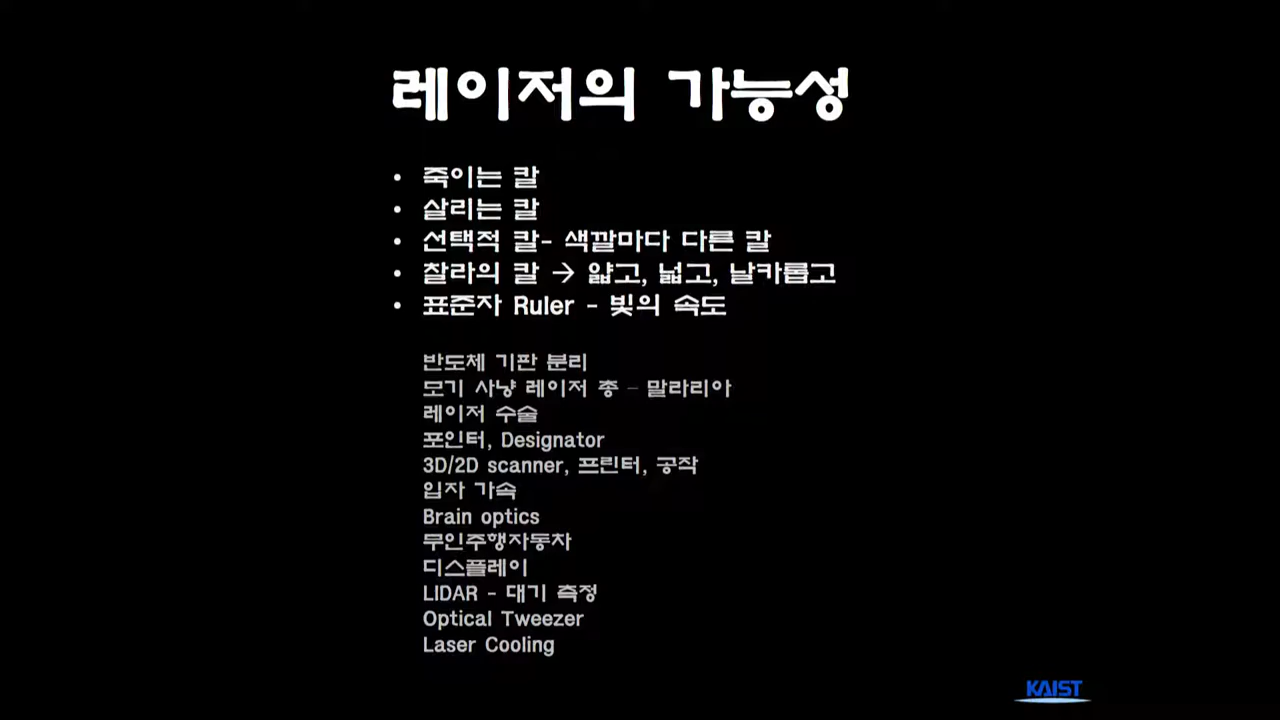 레이저의 가능성
• 죽이는 칼
• 살리는 칼
• 선택적 칼- 색깔마다 다른 칼
• 찰라의 칼 → 얇고, 넓고, 날카롭고
• 표준자 Ruler - 빛의 속도
반도체 기판 분리
모기 사냥 레이저 총 – 말라리아
레이저 수술
포인터, Designator
3D/2D scanner, 프린터, 공작
입자 가속
Brain optics
무인주행자동차
디스플레이
LIDAR - 대기 측정
Optical Tweezer
Laser Cooling
KAIST